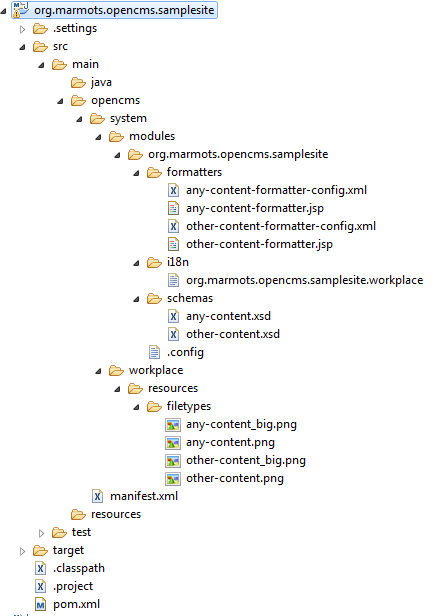 org.marmots.opencms.samplesite
.settings
src
main
java
opencms
system
modules
org.marmots.opencms.samplesite
formatters
any-content-formatter-config.xml
any-content-formatter.jsp
other-content-formatter-config.xml
other-content-formatter.jsp
i18n
org.marmots.opencms.samplesite.workplace
schemas
any-content.xsd
other-content.xsd
.config
workplace
resources
filetypes
any-content_big.png
any-content.png
other-content_big.png
other-content.png
manifest.xml
resources
test
target
.classpath
.project
pom.xml